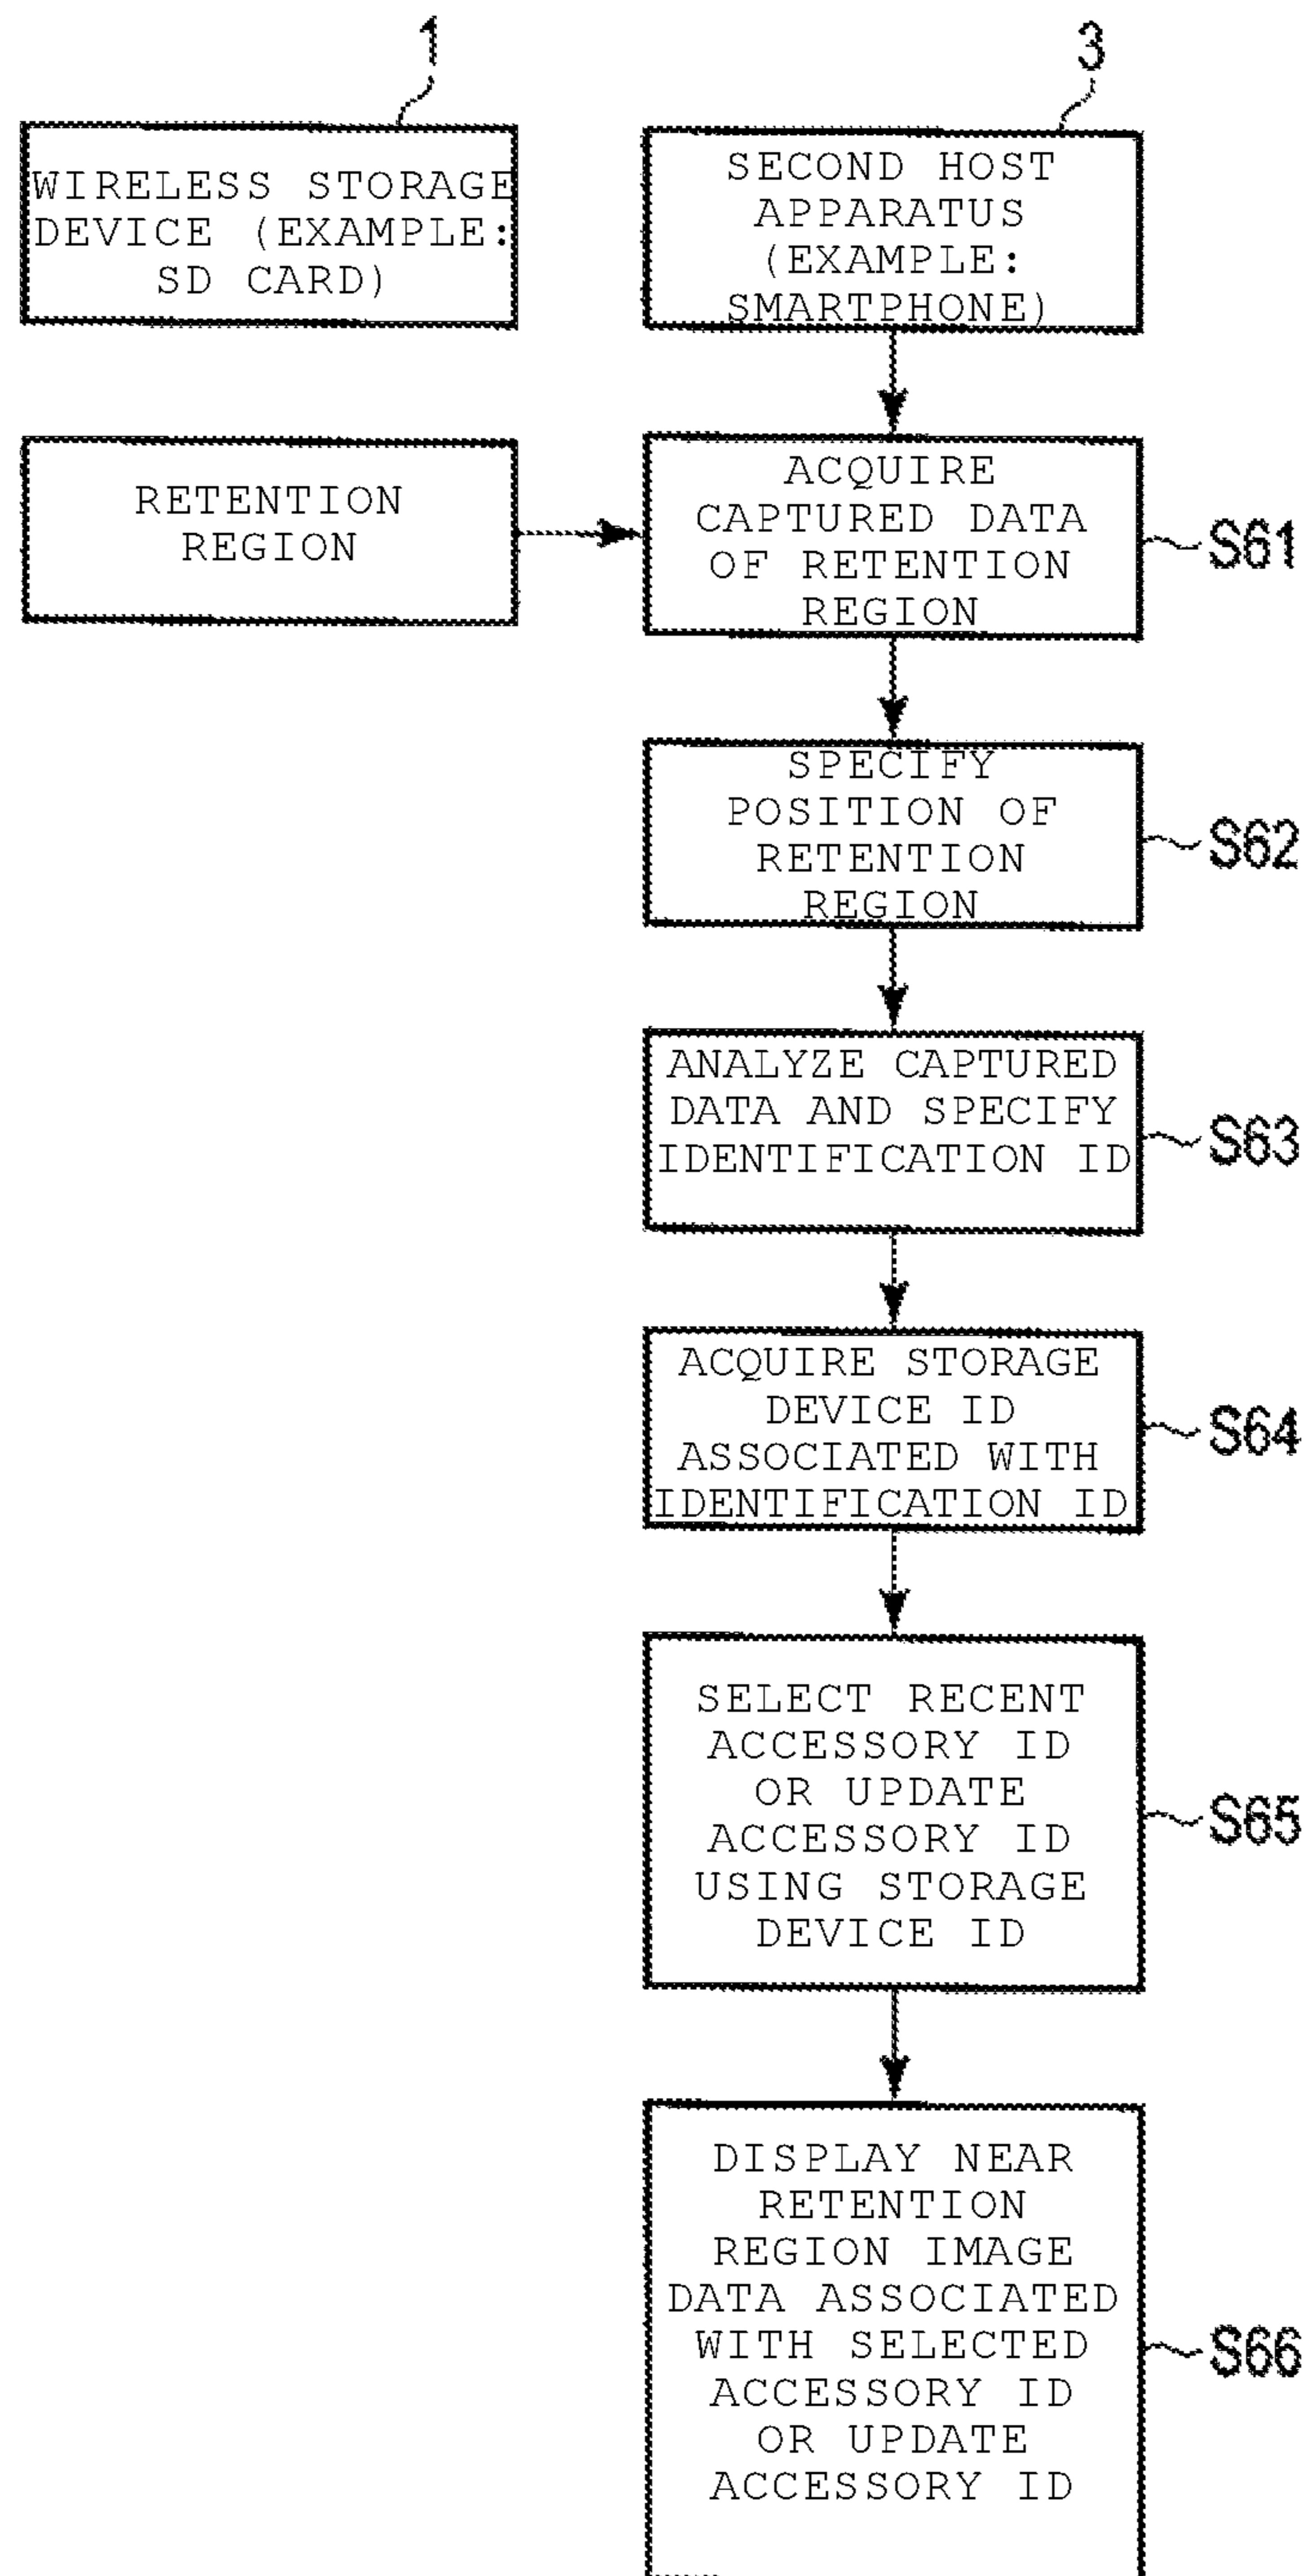 1
WIRELESS STORAGE
DEVICE (EXAMPLE:
SD CARD)
3
SECOND HOST
APPARATUS
(EXAMPLE:
SMARTPHONE)
RETENTION
REGION
ACQUIRE
CAPTURED DATA
OF RETENTION
REGION
S61
SPECIFY
POSITION OF
RETENTION
REGION
S62
ANALYZE CAPTURED
DATA AND SPECIFY
IDENTIFICATION ID
S63
ACQUIRE STORAGE
DEVICE ID
ASSOCIATED WITH
IDENTIFICATION ID
S64
SELECT RECENT
ACCESSORY ID
OR UPDATE
ACCESSORY ID
USING STORAGE
DEVICE ID
S65
DISPLAY NEAR
RETENTION
REGION IMAGE
DATA ASSOCIATED
WITH SELECTED
ACCESSORY ID
OR UPDATE
ACCESSORY ID
S66